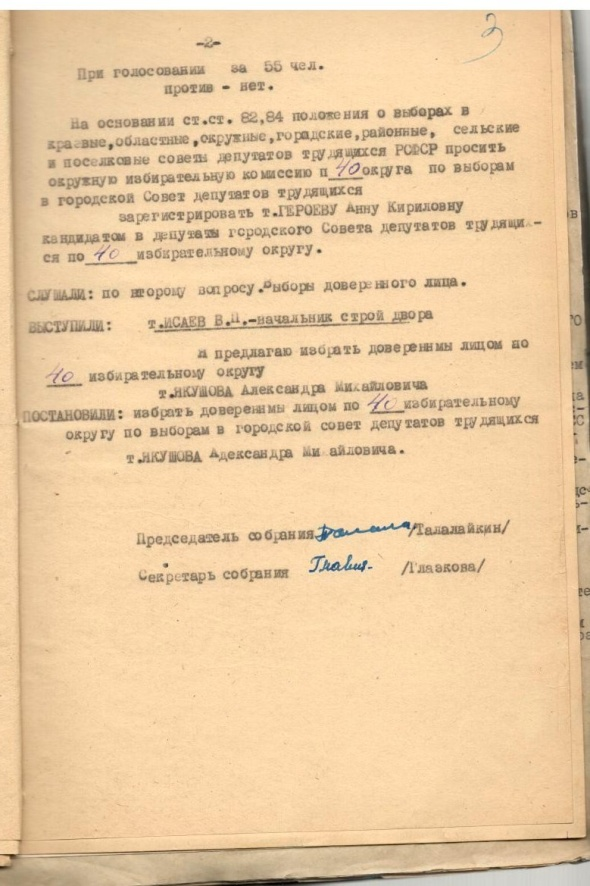 3
-2-
При голосовании за 55 чел.
против - нет.
На основании ст.ст. 82,84 положения о выборах в
краевые,областные,окружные,городские,районные, сельские
и поселковые советы депутатов трудящихся РСФСР просить
окружную избирательную комиссию п 40 округа по выборам
в городской Совет депутатов трудящихся
зарегистрировать т.ГЕРОЕВУ Анну Кириловну
кандидатом в депутаты городского Совета депутатов трудящих-
ся по 40 избирательному округу.
СЛУШАЛИ: по второму вопросу.Выборы доверенного лица.
ВЫСТУПИЛИ: т.ИСАЕВ В.П.-начальник строй двора
Я предлагаю избрать доверенным лицом по
40 избирательному округу
т.ЯКУШОВА Александра Михайловича
ПОСТАНОВИЛИ: избрать доверенным лицом по 40 избирательному
округу по выборам в городской совет депутатов трудящихся
т.ЯКУШОВА Адександра Михайловича.
Председатель собрания /Талалайкин/
Секретарь собрания /Глазкова/